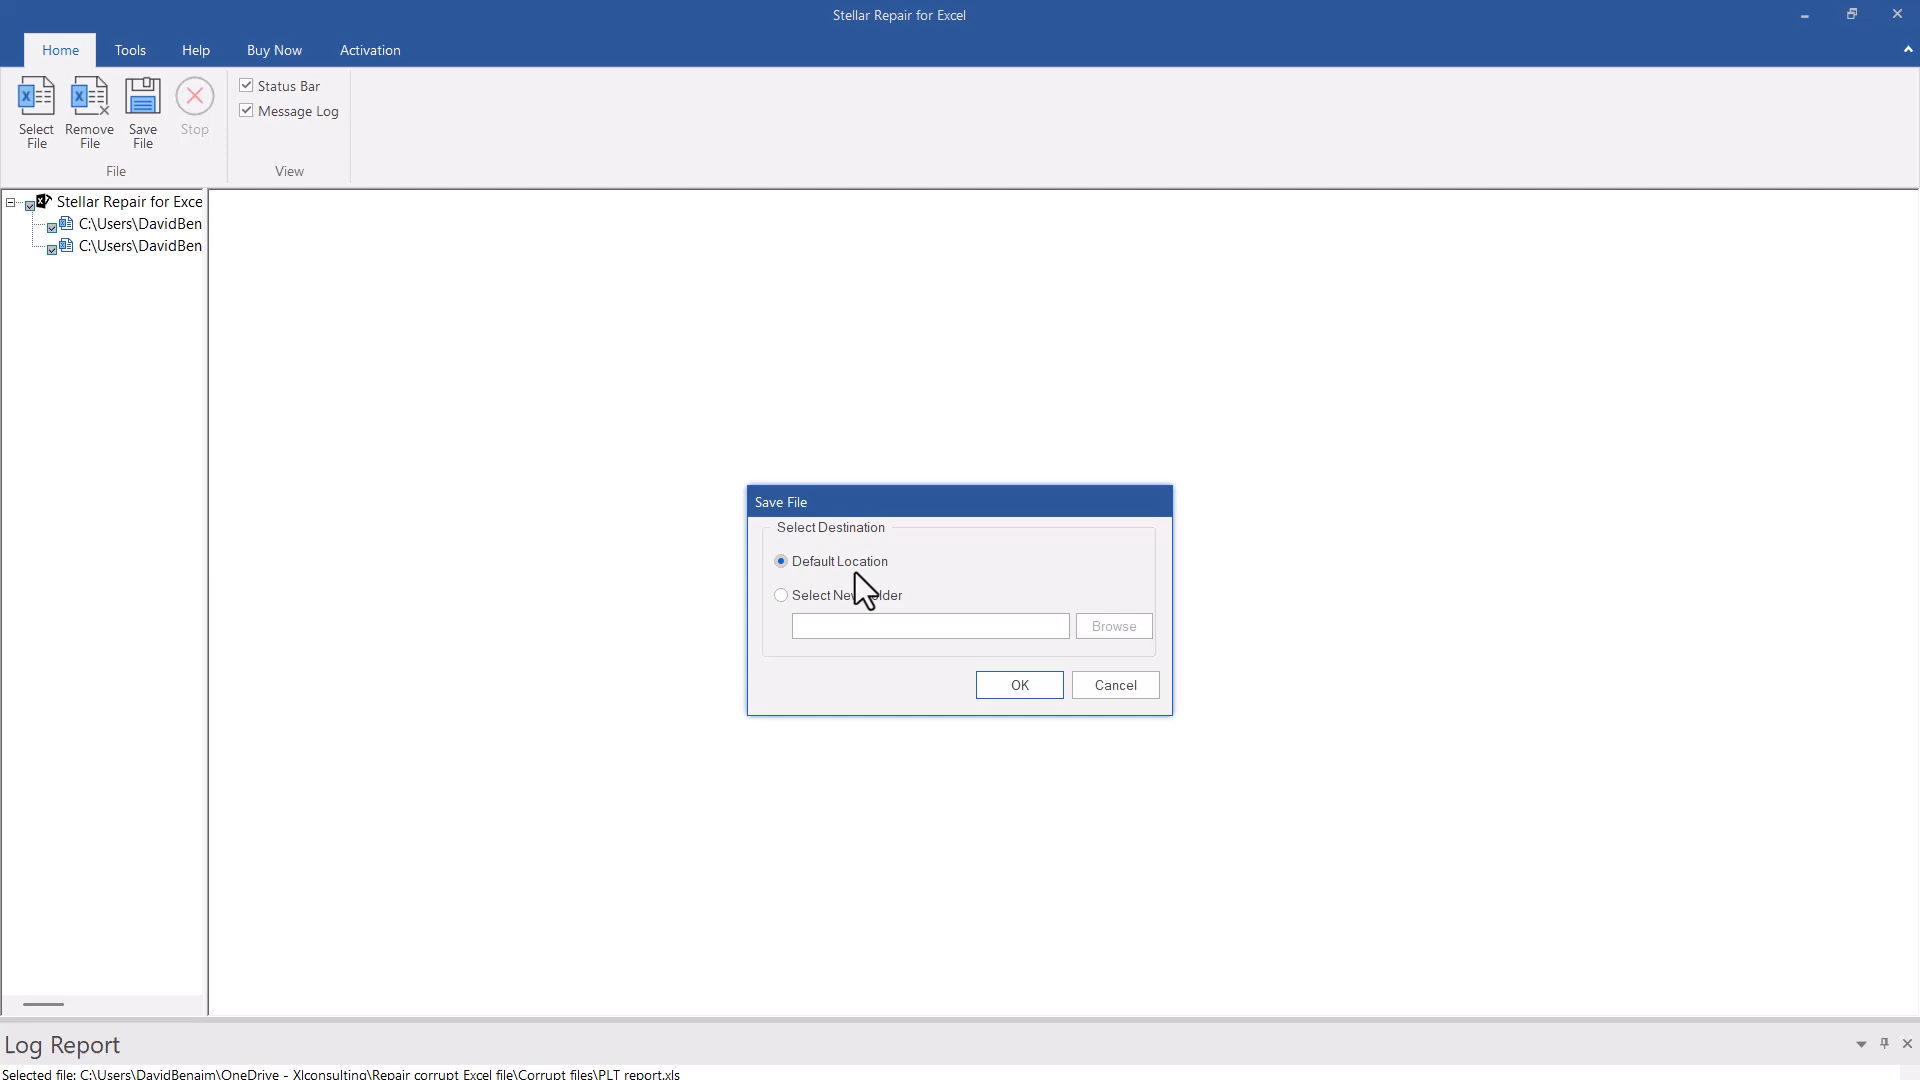 Stellar Repair for Excel
Home
Tools
Help
Buy Now
Activation
Select File
Remove File
Save File
Stop
File
Status Bar
Message Log
View
Stellar Repair for Exce
C:\Users\DavidBen
C:\Users\DavidBen
Save File
Select Destination
Default Location
Select New lder
Browse
OK
Cancel
Log Report
Selected file: C:\Users\DavidBenaim\OneDrive - Xlconsulting\Repair corrupt Excel file\Corrupt files\PLT report.xls